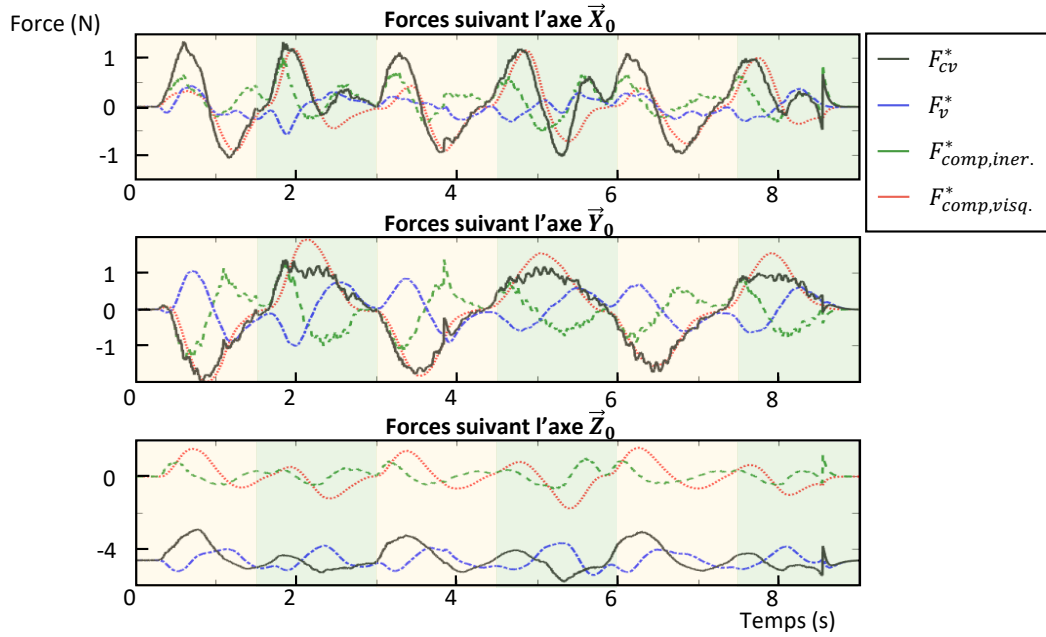 Force (N)
Forces suivant l'axe X⃗₀
1
0
-1
0 2 4 6 8
Forces suivant l'axe Y⃗₀
1
0
-1
0 2 4 6 8
Forces suivant l'axe Z⃗₀
0
-4
0 2 4 6 8
Temps (s)
F*cv
F*v
F*comp,iner.
F*comp,visq.